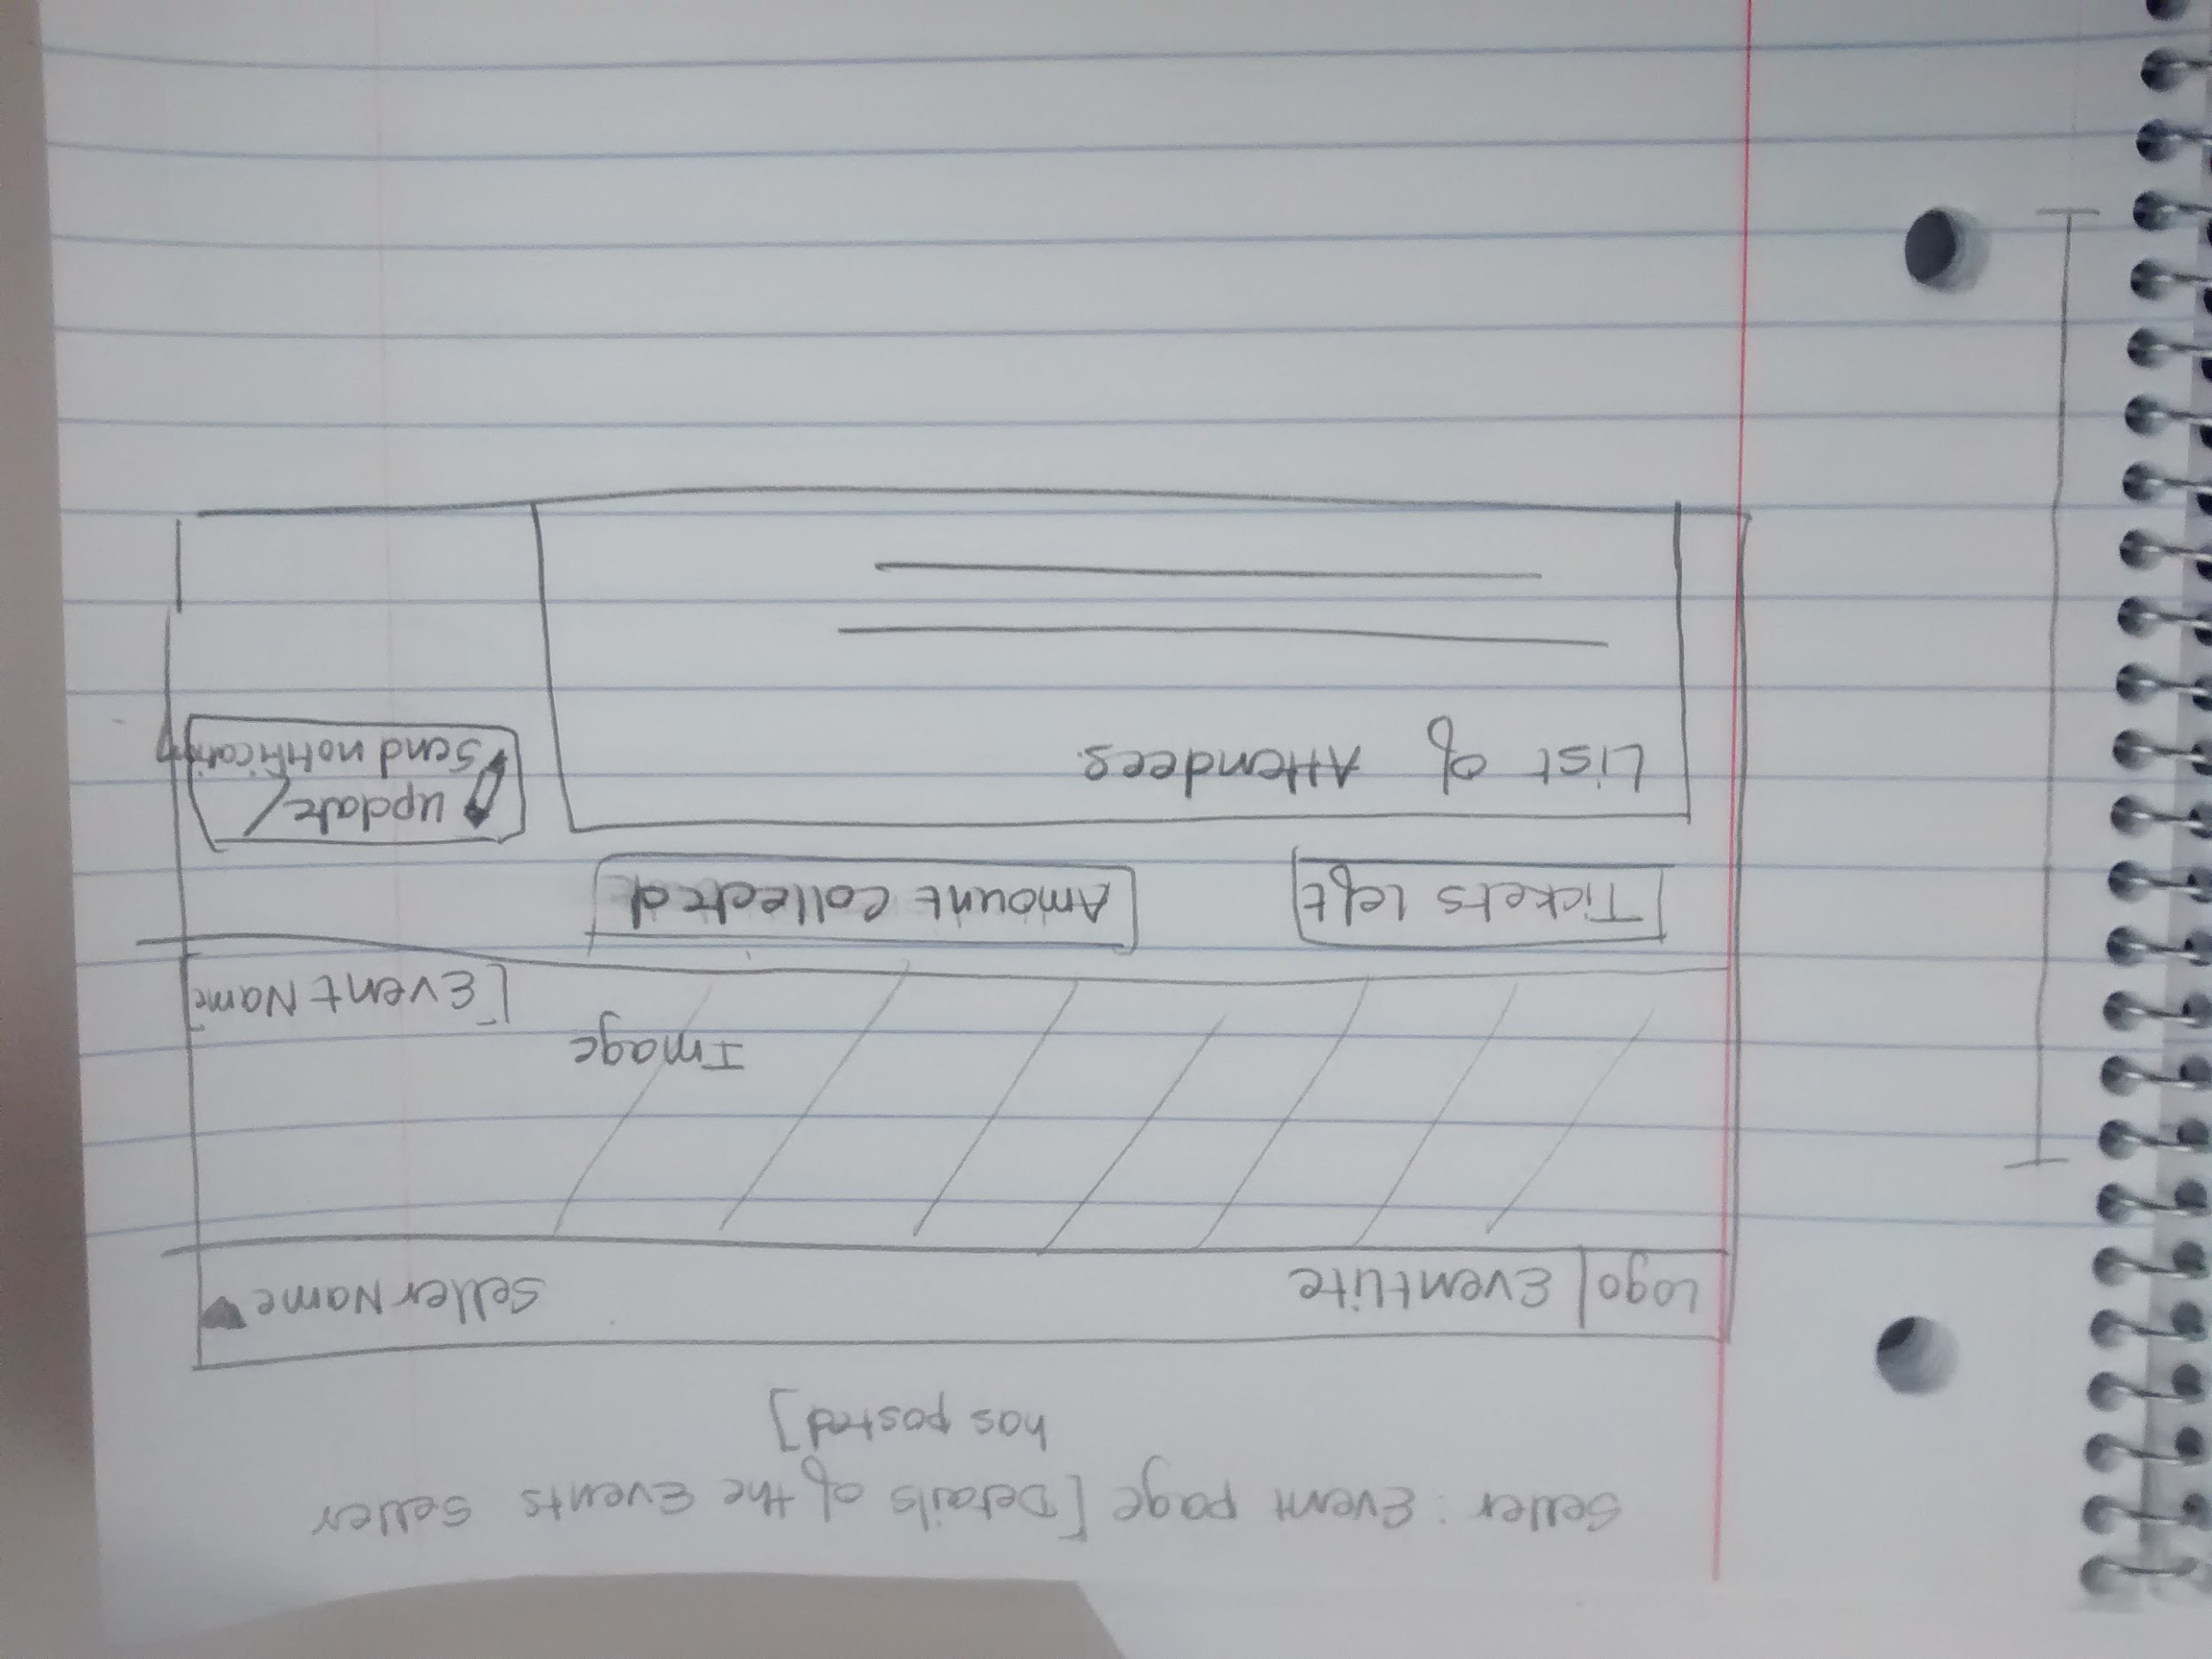 Seller: Event page [Details of the Events Seller
has posted]
Logo | EventLite
Seller Name
Image
[Event Name]
Tickets left
Amount Collected
update/
Send notificati
List of Attendees.